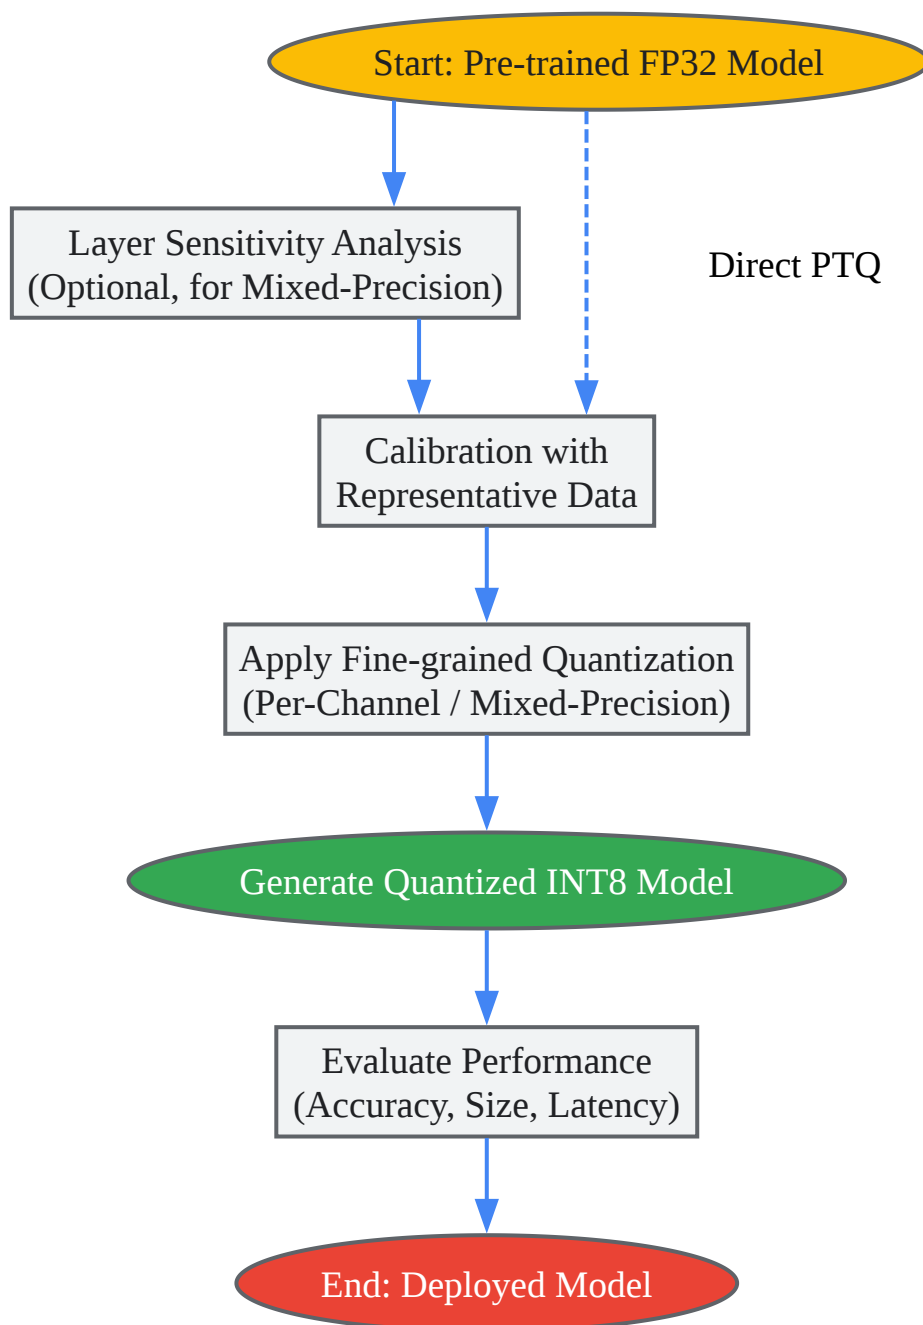 Start: Pre-trained FP32 Model
Layer Sensitivity Analysis
(Optional, for Mixed-Precision)
Direct PTQ
Calibration with
Representative Data
Apply Fine-grained Quantization
(Per-Channel / Mixed-Precision)
Generate Quantized INT8 Model
Evaluate Performance
(Accuracy, Size, Latency)
End: Deployed Model